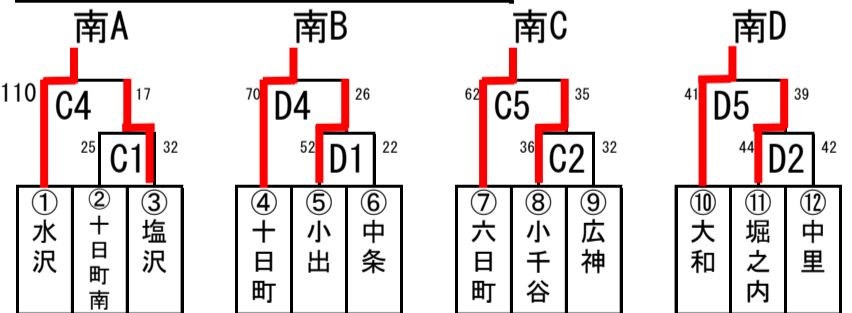 南A 南B 南C 南D
110 C4 17 70 D4 26 62 C5 35 41 D5 39
25 C1 32 52 D1 22 36 C2 32 44 D2 42
① ② ③ ④ ⑤ ⑥ ⑦ ⑧ ⑨ ⑩ ⑪ ⑫
水沢
十日町南
塩沢
十日町
小出
中条
六日町
小千谷
広神
大和
堀之内
中里